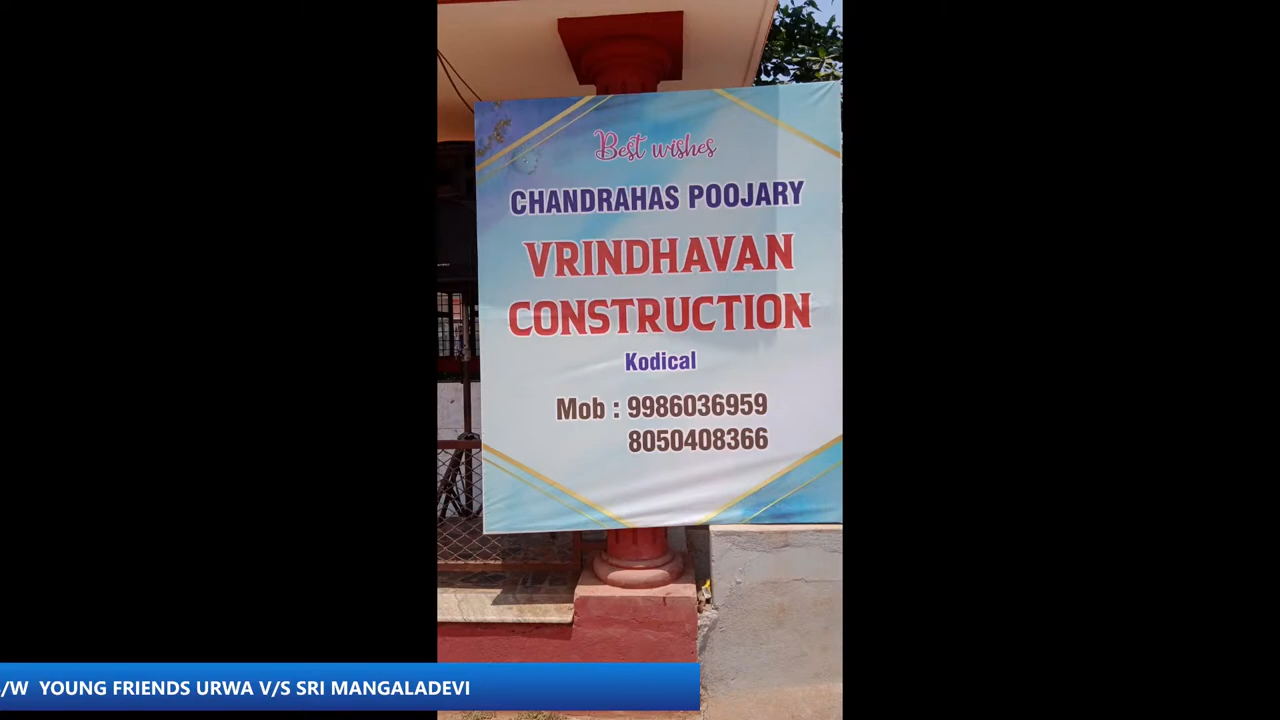 Best wishes
CHANDRAHAS POOJARY
VRINDHAVAN
CONSTRUCTION
Kodical
Mob : 9986036959
8050408366
/W YOUNG FRIENDS URWA V/S SRI MANGALADEVI